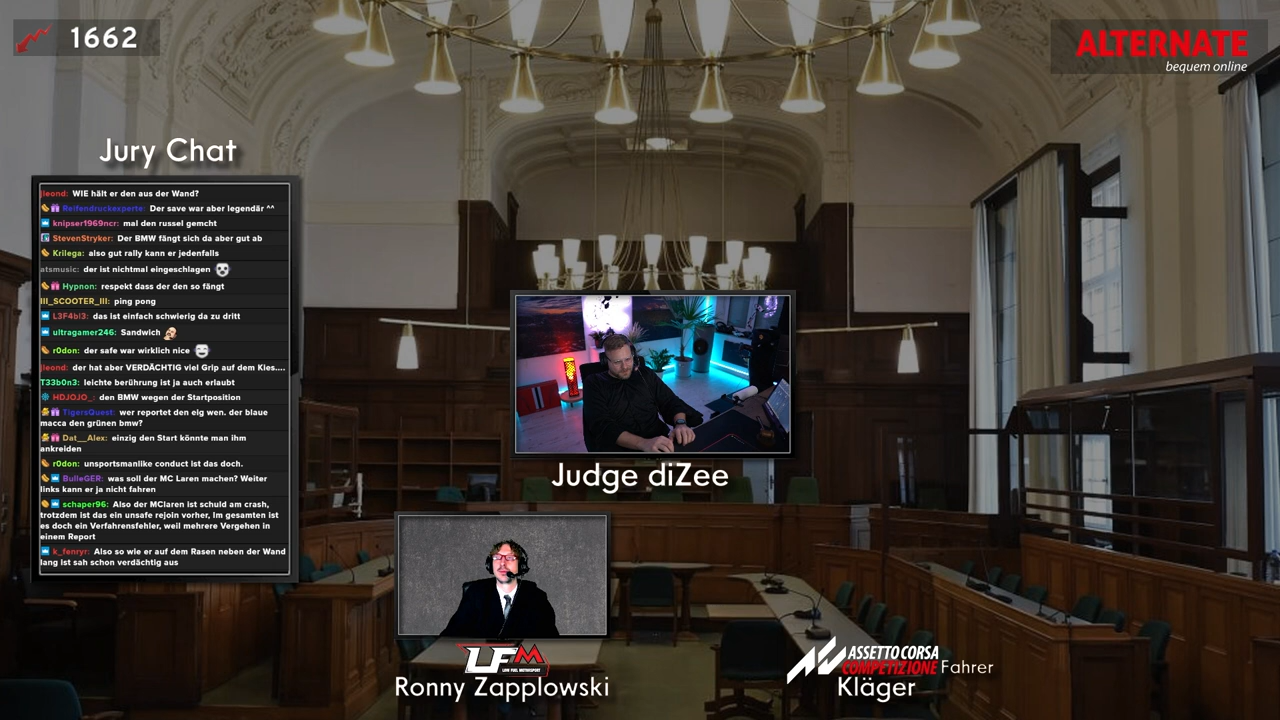 1662
ALTERNATE
bequem online
Jury Chat
jleond: WIE hält er den aus der Wand?
Reifendruckexperte: Der save war aber legendär ^^
knipser1969ncr: mal den russel gemcht
StevenStryker: Der BMW fängt sich da aber gut ab
Krilega: also gut rally kann er jedenfalls
atsmusic: der ist nichtmal eingeschlagen
Hypnon: respekt dass der den so fängt
III_SCOOTER_III: ping pong
L3F4bl3: das ist einfach schwierig da zu dritt
ultragamer246: Sandwich
r0don: der safe war wirklich nice
jleond: der hat aber VERDÄCHTIG viel Grip auf dem Kies....
T33b0n3: leichte berührung ist ja auch erlaubt
HDJOJO_: den BMW wegen der Startposition
TigersQuest: wer reportet den eig wen. der blaue
macca den grünen bmw?
Dat__Alex: einzig den Start könnte man ihm
ankreiden
r0don: unsportsmanlike conduct ist das doch.
BulleGER: was soll der MC Laren machen? Weiter
links kann er ja nicht fahren
schaper96: Also der MClaren ist schuld am crash,
trotzdem ist das ein unsafe rejoin vorher, Im gesamten ist
es doch ein Verfahrensfehler, weil mehrere Vergehen in
einem Report
k_fenryr: Also so wie er auf dem Rasen neben der Wand
lang ist sah schon verdächtig aus
Judge diZee
LFM
LOW FUEL MOTORSPORT
Ronny Zapplowski
ASSETTO CORSA
COMPETIZIONE Fahrer
Kläger